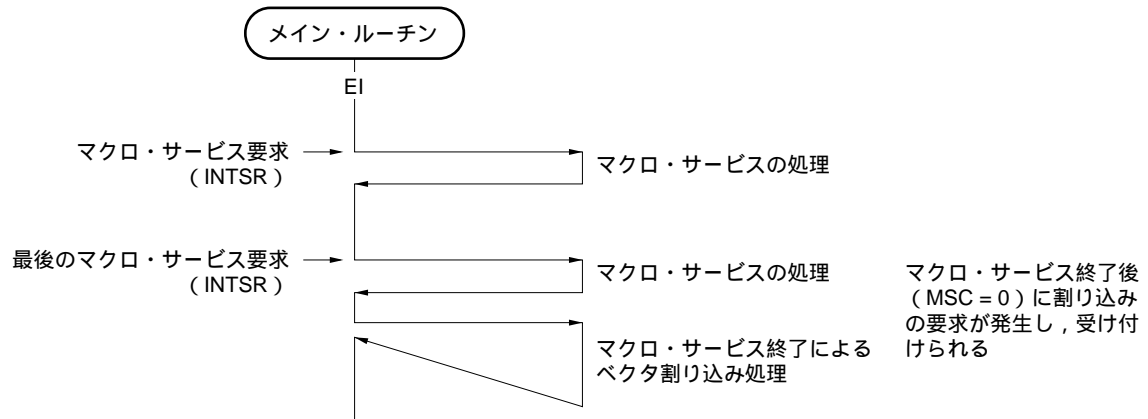 メイン・ルーチン
EI
マクロ・サービス要求
（INTSR）
マクロ・サービスの処理
最後のマクロ・サービス要求
（INTSR）
マクロ・サービスの処理
マクロ・サービス終了後
（MSC = 0）に割り込み
の要求が発生し，受け付
けられる
マクロ・サービス終了による
ベクタ割り込み処理